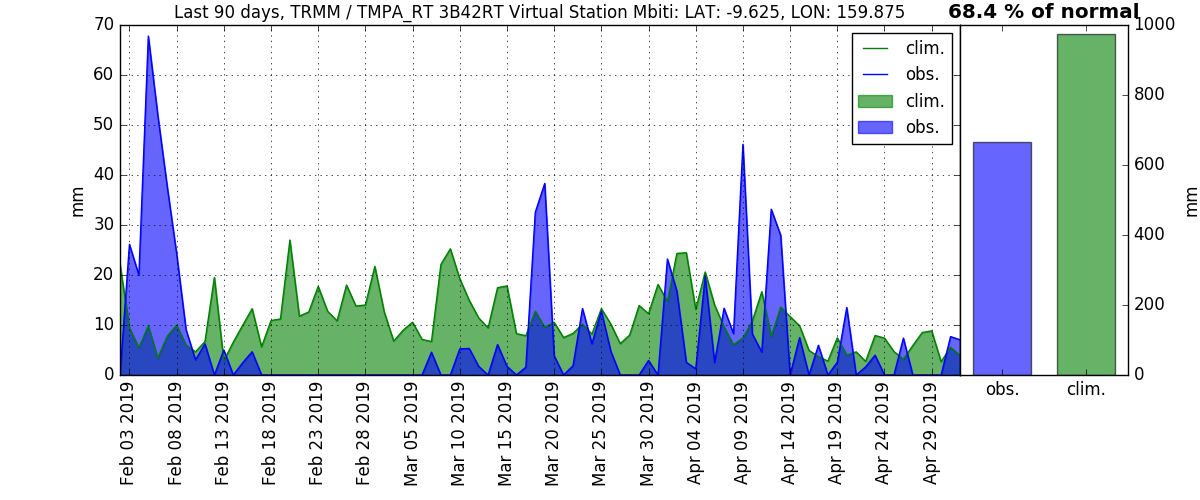 Last 90 days, TRMM / TMPA_RT 3B42RT Virtual Station Mbiti: LAT: -9.625, LON: 159.875
68.4 % of normal
70
60
50
40
30
20
10
0
mm
clim.
obs.
clim.
obs.
1000
800
600
400
200
0
mm
obs.
clim.
Feb 03 2019
Feb 08 2019
Feb 13 2019
Feb 18 2019
Feb 23 2019
Feb 28 2019
Mar 05 2019
Mar 10 2019
Mar 15 2019
Mar 20 2019
Mar 25 2019
Mar 30 2019
Apr 04 2019
Apr 09 2019
Apr 14 2019
Apr 19 2019
Apr 24 2019
Apr 29 2019